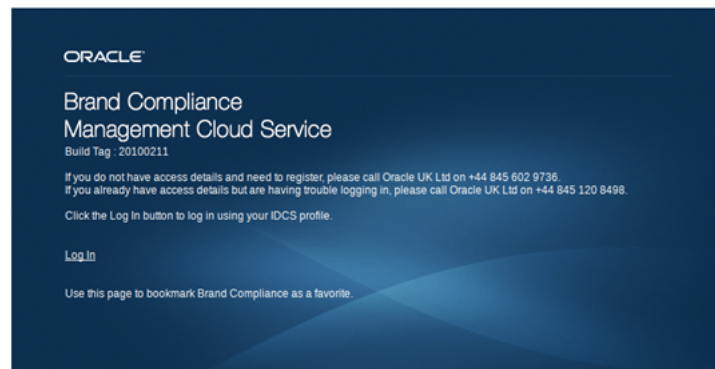 ORACLE
Brand Compliance
Management Cloud Service
Build Tag : 20100211
If you do not have access details and need to register, please call Oracle UK Ltd on +44 845 602 9736.
If you already have access details but are having trouble logging in, please call Oracle UK Ltd on +44 845 120 8498.
Click the Log In button to log in using your IDCS profile.
Log In
Use this page to bookmark Brand Compliance as a favorite.